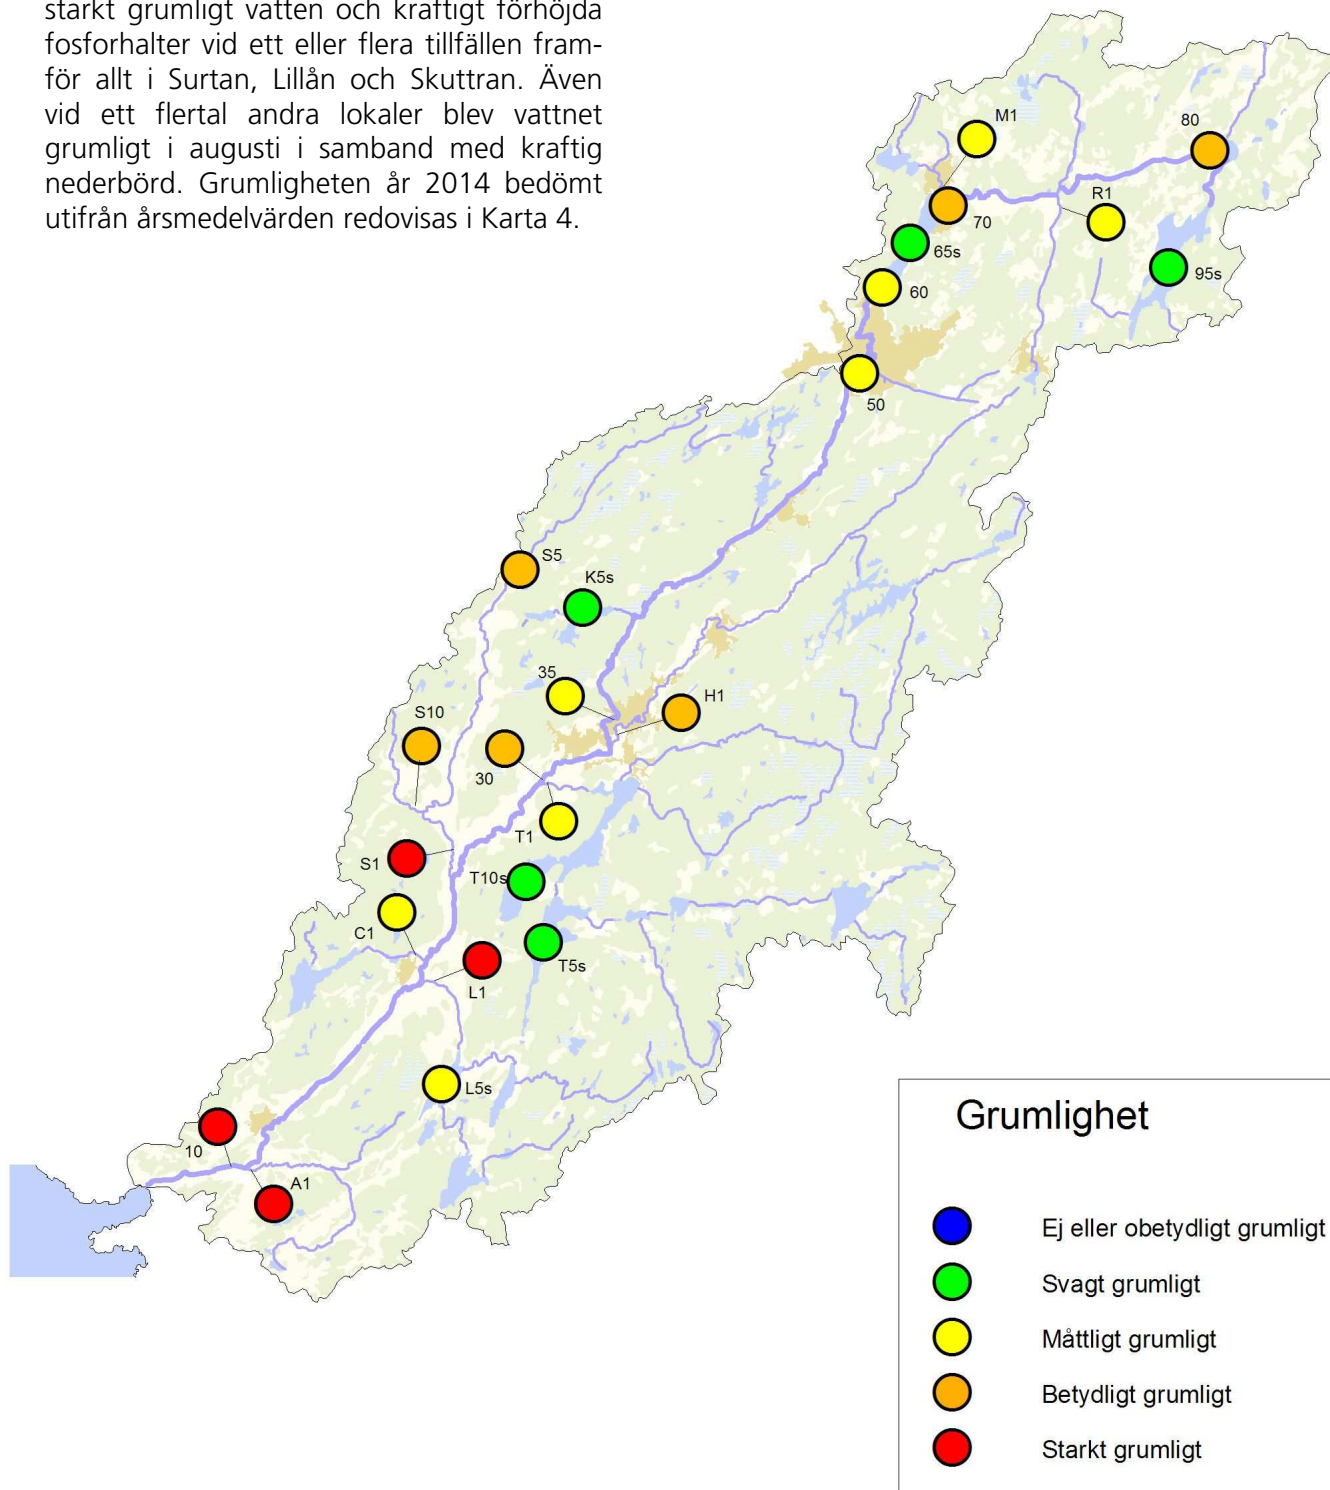 starkt grumligt vatten och kraftigt förhöjda
fosforhalter vid ett eller flera tillfällen fram-
för allt i Surtan, Lillån och Skuttran. Även
vid ett flertal andra lokaler blev vattnet
grumligt i augusti i samband med kraftig
nederbörd. Grumligheten år 2014 bedömt
utifrån årsmedelvärden redovisas i Karta 4.
M1
80
R1
70
65s
95s
60
50
S5
K5s
35
H1
S10
30
T1
S1
T10s
C1
T5s
L1
L5s
10
A1
Grumlighet
Ej eller obetydligt grumligt
Svagt grumligt
Måttligt grumligt
Betydligt grumligt
Starkt grumligt